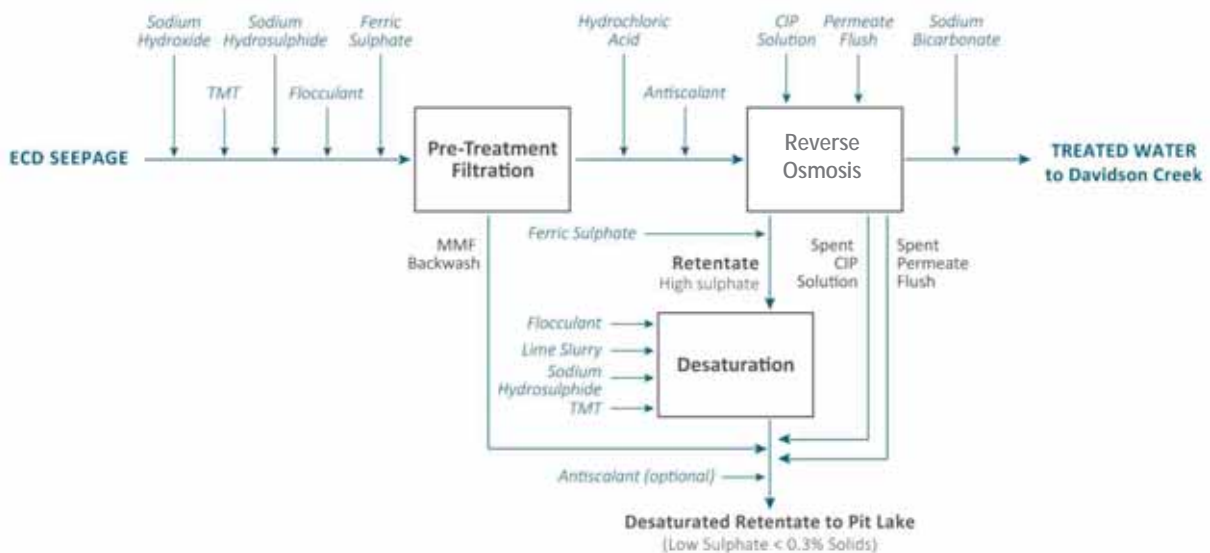 Sodium
Hydroxide
Sodium
Hydrosulphide
Ferric
Sulphate
TMT
Flocculant
Hydrochloric
Acid
Antiscalant
CIP
Solution
Permeate
Flush
Sodium
Bicarbonate
ECD SEEPAGE
Pre-Treatment
Filtration
Reverse
Osmosis
TREATED WATER
to Davidson Creek
MMF
Backwash
Ferric Sulphate
Retentate
High sulphate
Spent
CIP
Solution
Spent
Permeate
Flush
Flocculant
Lime Slurry
Sodium
Hydrosulphide
TMT
Desaturation
Antiscalant (optional)
Desaturated Retentate to Pit Lake
(Low Sulphate < 0.3% Solids)